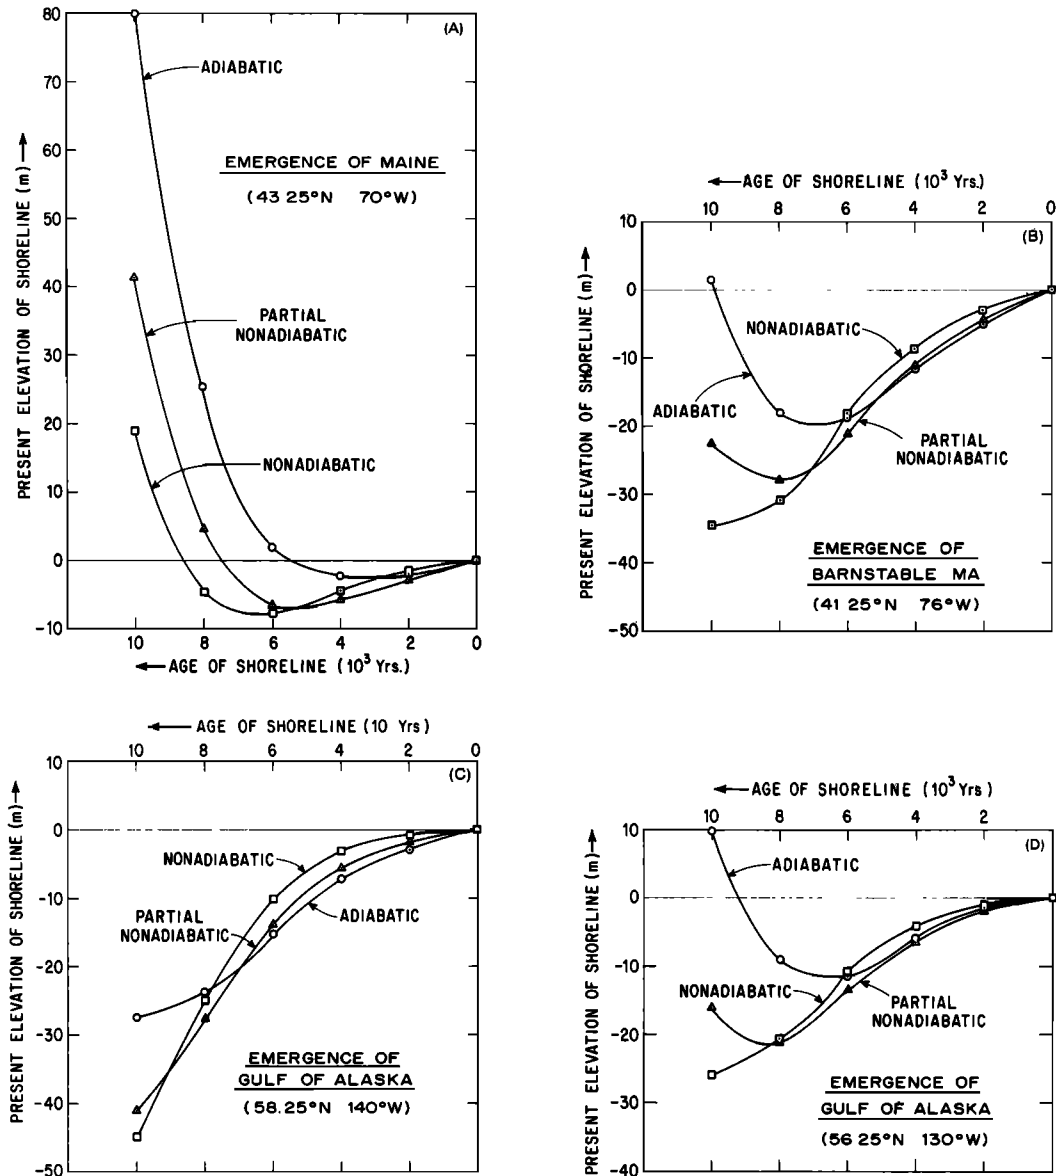 (A)
80
70
60
50
40
30
20
10
0
-10
PRESENT ELEVATION OF SHORELINE (m)
ADIABATIC
EMERGENCE OF MAINE
(43 25°N 70°W)
PARTIAL
NONADIABATIC
NONADIABATIC
10 8 6 4 2 0
AGE OF SHORELINE (10³ Yrs.)
AGE OF SHORELINE (10³ Yrs.)
10 8 6 4 2 0
(B)
10
0
-10
-20
-30
-40
-50
PRESENT ELEVATION OF SHORELINE (m)
NONADIABATIC
ADIABATIC
PARTIAL
NONADIABATIC
EMERGENCE OF
BARNSTABLE MA
(41 25°N 76°W)
AGE OF SHORELINE (10 Yrs)
10 8 6 4 2 0
(C)
10
0
-10
-20
-30
-40
-50
PRESENT ELEVATION OF SHORELINE (m)
NONADIABATIC
PARTIAL
NONADIABATIC
ADIABATIC
EMERGENCE OF
GULF OF ALASKA
(58.25°N 140°W)
AGE OF SHORELINE (10³ Yrs)
10 8 6 4 2
(D)
10
0
-10
-20
-30
-40
PRESENT ELEVATION OF SHORELINE (m)
ADIABATIC
NONADIABATIC
PARTIAL
NONADIABATIC
EMERGENCE OF
GULF OF ALASKA
(56 25°N 130°W)